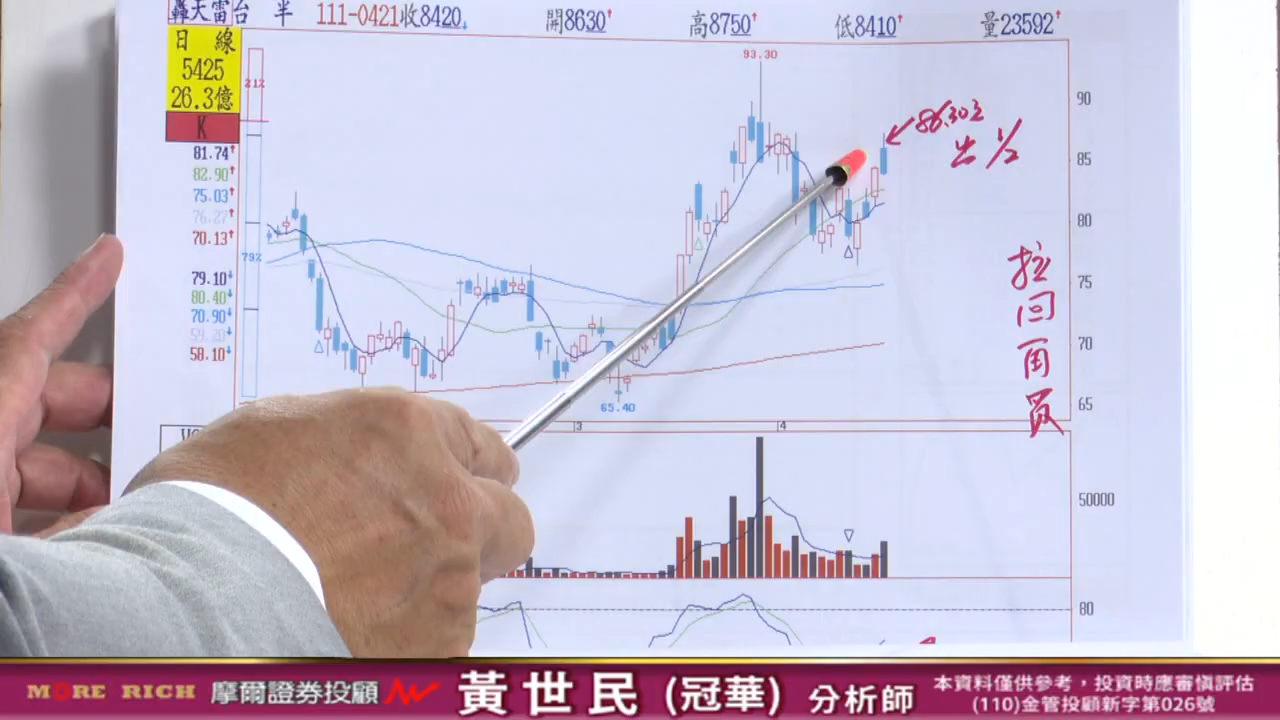 轟天雷 台 半 111-0421收8420↓ 開8630↑ 高8750↑ 低8410↑ 量23592↑
日 線
5425
26.3億
K
81.74↑
82.90↑
75.03↑
76.27↑
70.13↑
79.10↓
80.40↓
70.90↓
59.20↓
58.10↓
21%
79%
93.30
65.40
90
85
80
75
70
65
86.30
出 1/2
拉
回
再
買
3
4
50000
80
MORE RICH 摩爾證券投顧 黃世民 (冠華) 分析師
本資料僅供參考，投資時應審慎評估
(110)金管投顧新字第026號